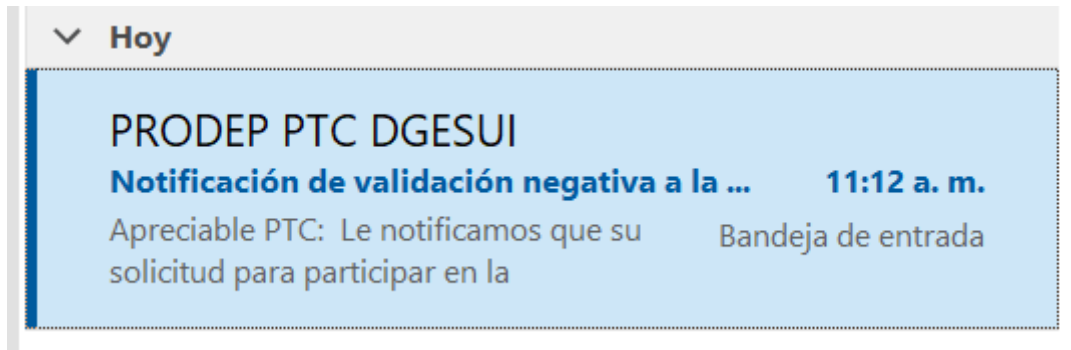 Hoy
PRODEP PTC DGESUI
Notificación de validación negativa a la ... 11:12 a. m.
Apreciable PTC: Le notificamos que su Bandeja de entrada
solicitud para participar en la